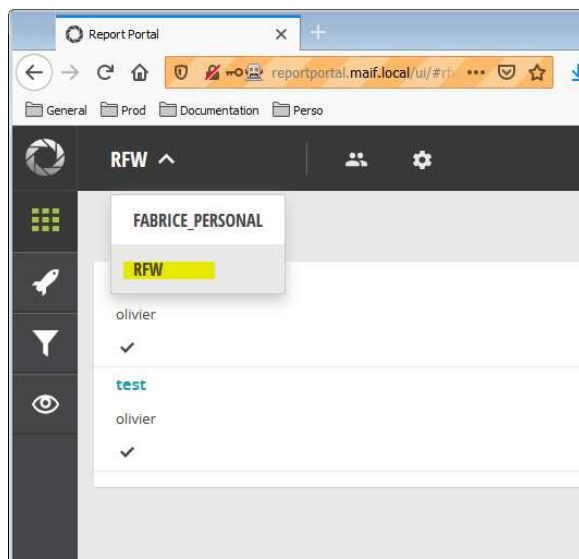 Report Portal
reportportal.maif.local/ui/#rf
General Prod Documentation Perso
RFW
FABRICE_PERSONAL
RFW
olivier
test
olivier